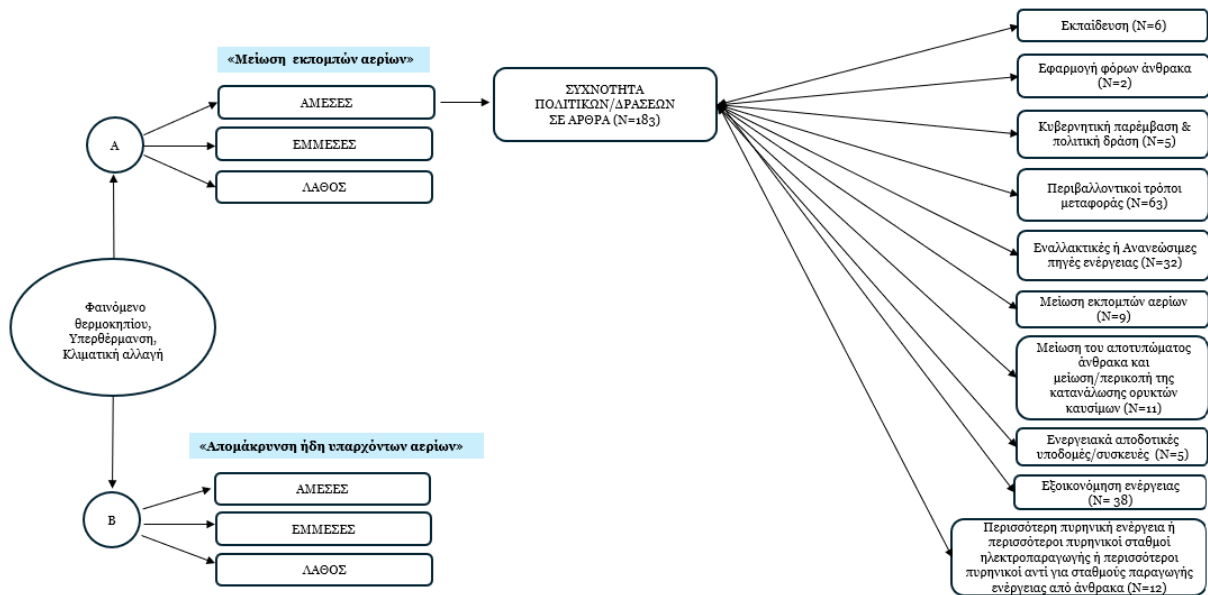 «Μείωση  εκπομπών αερίων»
ΑΜΕΣΕΣ
Α
ΕΜΜΕΣΕΣ
ΛΑΘΟΣ
Φαινόμενο
θερμοκηπίου,
Υπερθέρμανση,
Κλιματική αλλαγή
«Απομάκρυνση ήδη υπαρχόντων αερίων»
ΑΜΕΣΕΣ
Β
ΕΜΜΕΣΕΣ
ΛΑΘΟΣ
ΣΥΧΝΟΤΗΤΑ
ΠΟΛΙΤΙΚΩΝ/ΔΡΑΣΕΩΝ
ΣΕ ΑΡΘΡΑ (Ν=183)
Εκπαίδευση (Ν=6)
Εφαρμογή φόρων άνθρακα
(Ν=2)
Κυβερνητική παρέμβαση &
πολιτική δράση (Ν=5)
Περιβαλλοντικοί τρόποι
μεταφοράς (Ν=63)
Εναλλακτικές ή Ανανεώσιμες
πηγές ενέργειας (Ν=32)
Μείωση εκπομπών αερίων
(Ν=9)
Μείωση του αποτυπώματος
άνθρακα και
μείωση/περικοπή της
κατανάλωσης ορυκτών
καυσίμων (Ν=11)
Ενεργειακά αποδοτικές
υποδομές/συσκευές  (Ν=5)
Εξοικονόμηση ενέργειας
(Ν= 38)
Περισσότερη πυρηνική ενέργεια ή
περισσότεροι πυρηνικοί σταθμοί
ηλεκτροπαραγωγής ή περισσότεροι
πυρηνικοί αντί για σταθμούς παραγωγής
ενέργειας από άνθρακα (Ν=12)